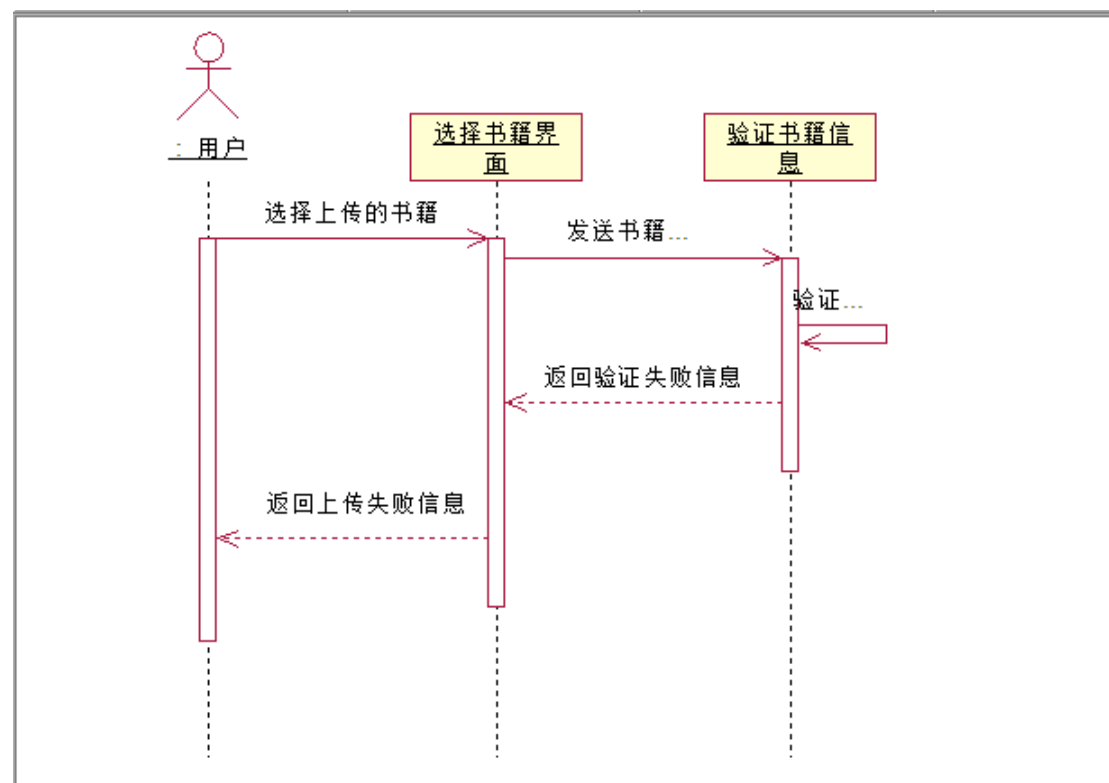 : 用户
选择书籍界
面
验证书籍信
息
选择上传的书籍
发送书籍...
验证...
返回验证失败信息
返回上传失败信息